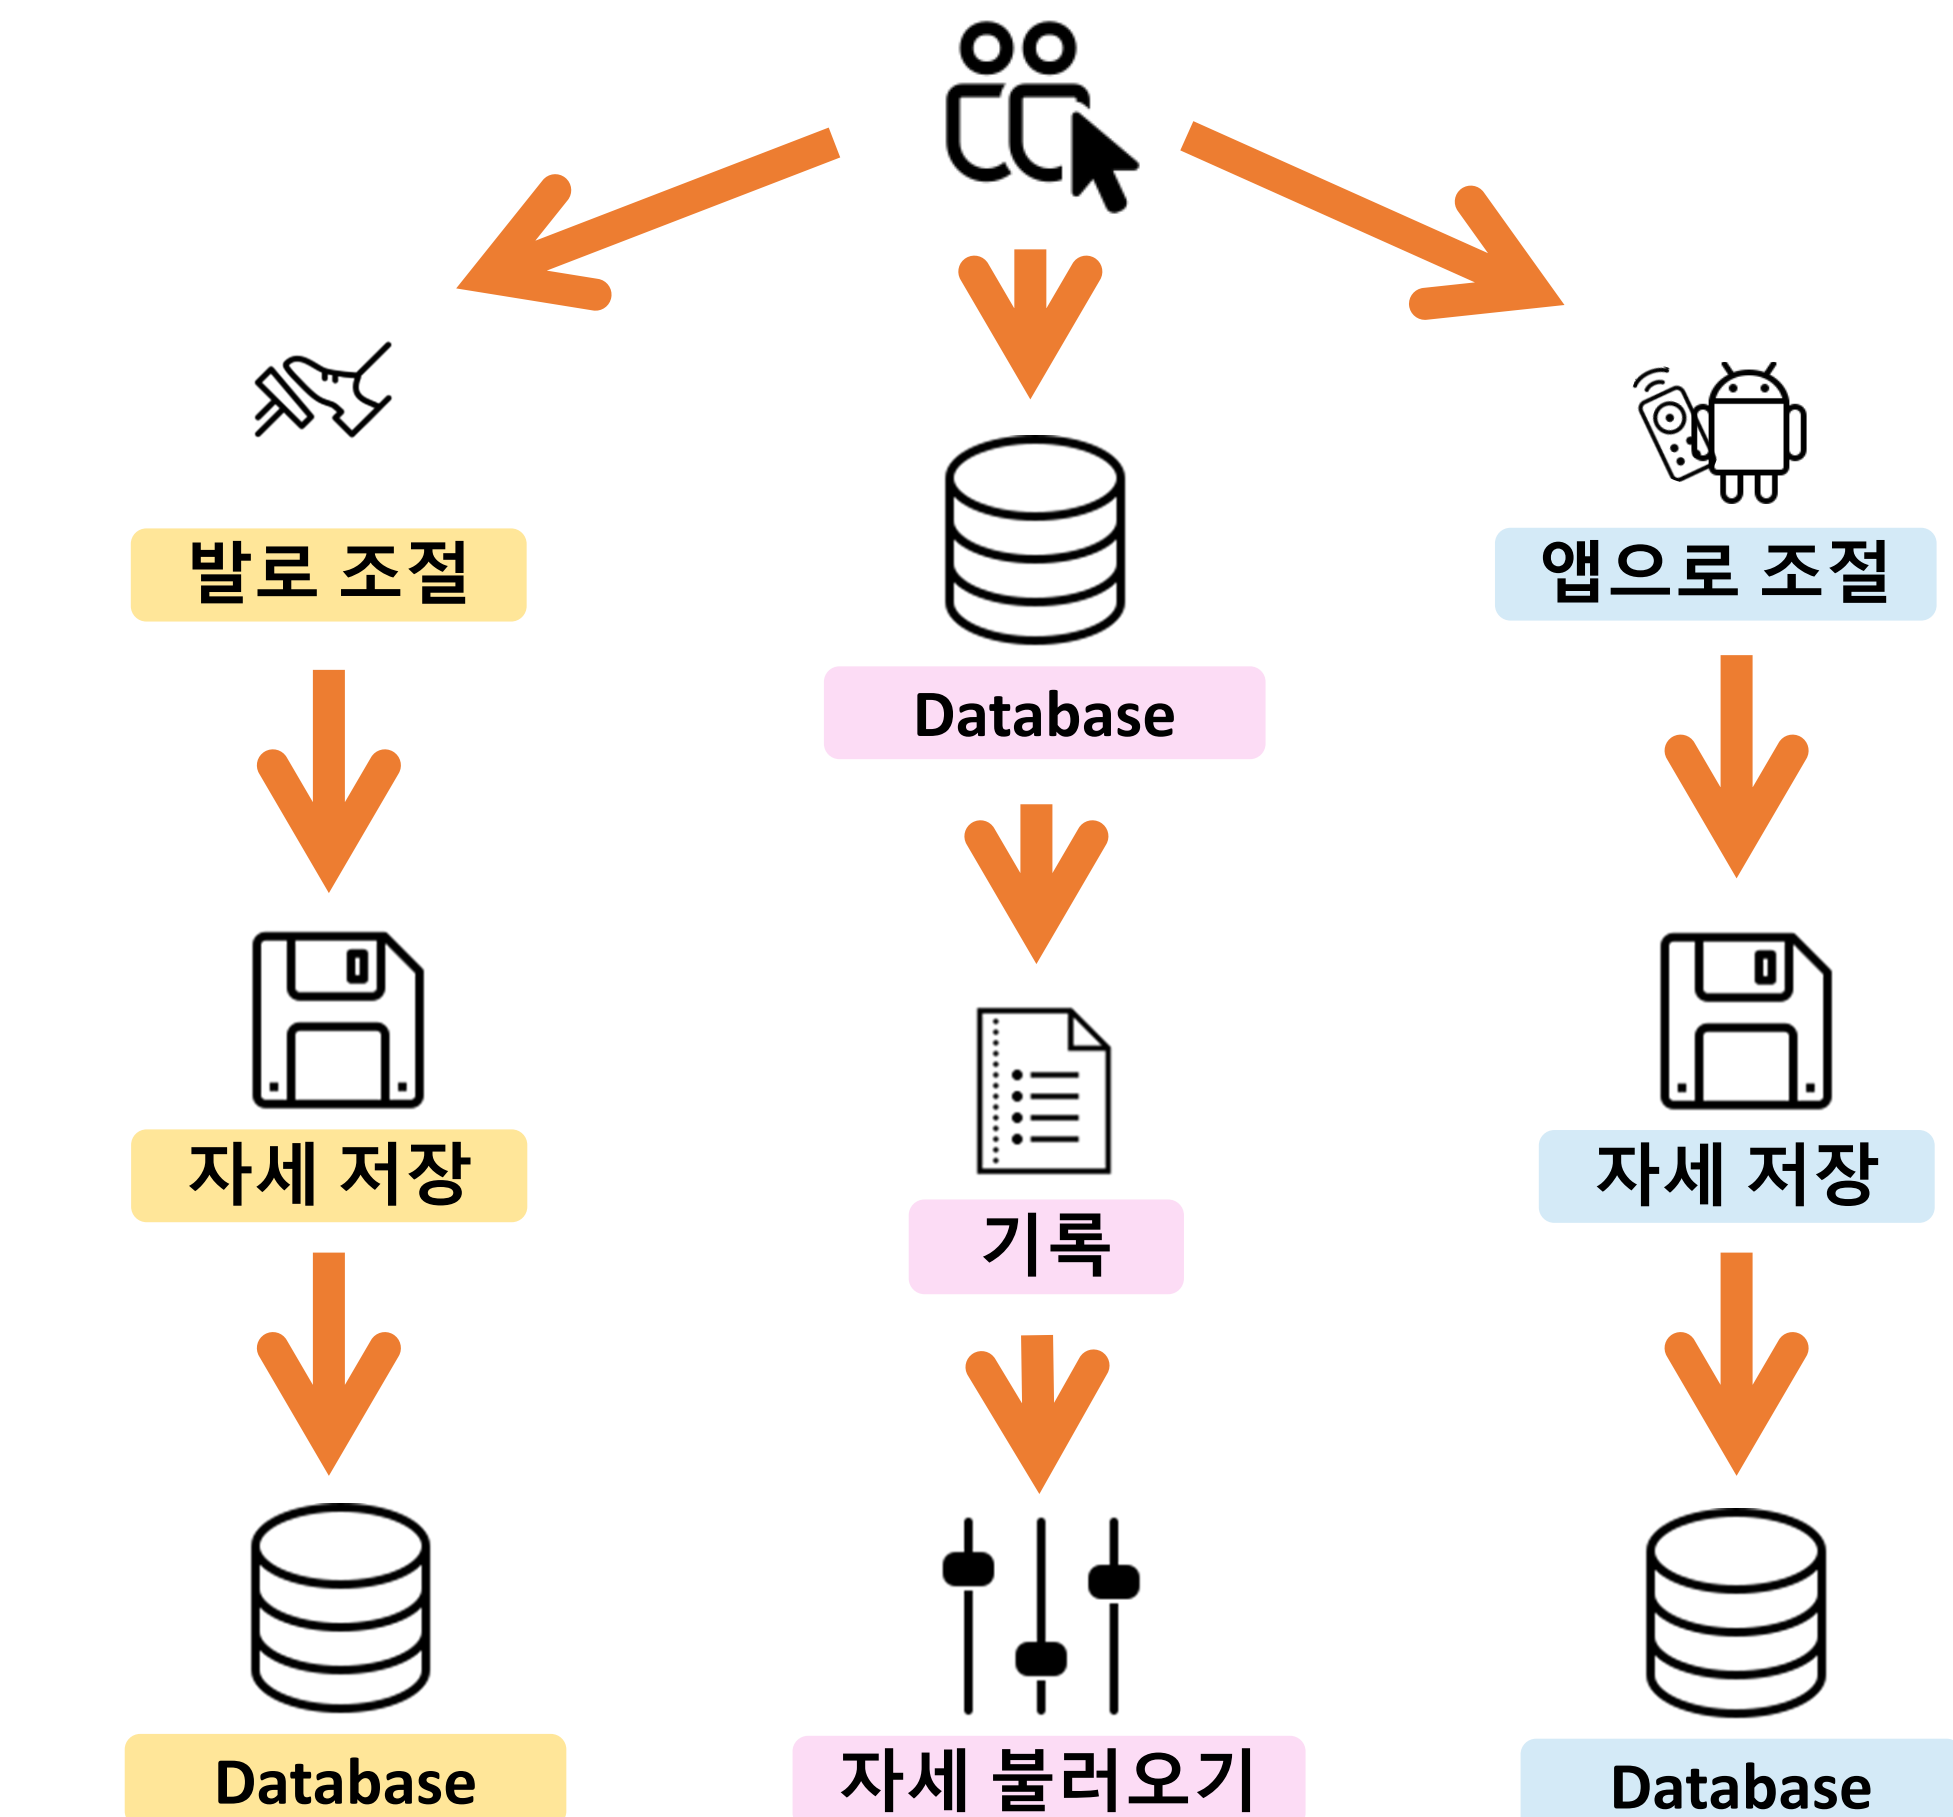 발로 조절
앱으로 조절
Database
자세 저장
기록
자세 저장
Database
자세 불러오기
Database